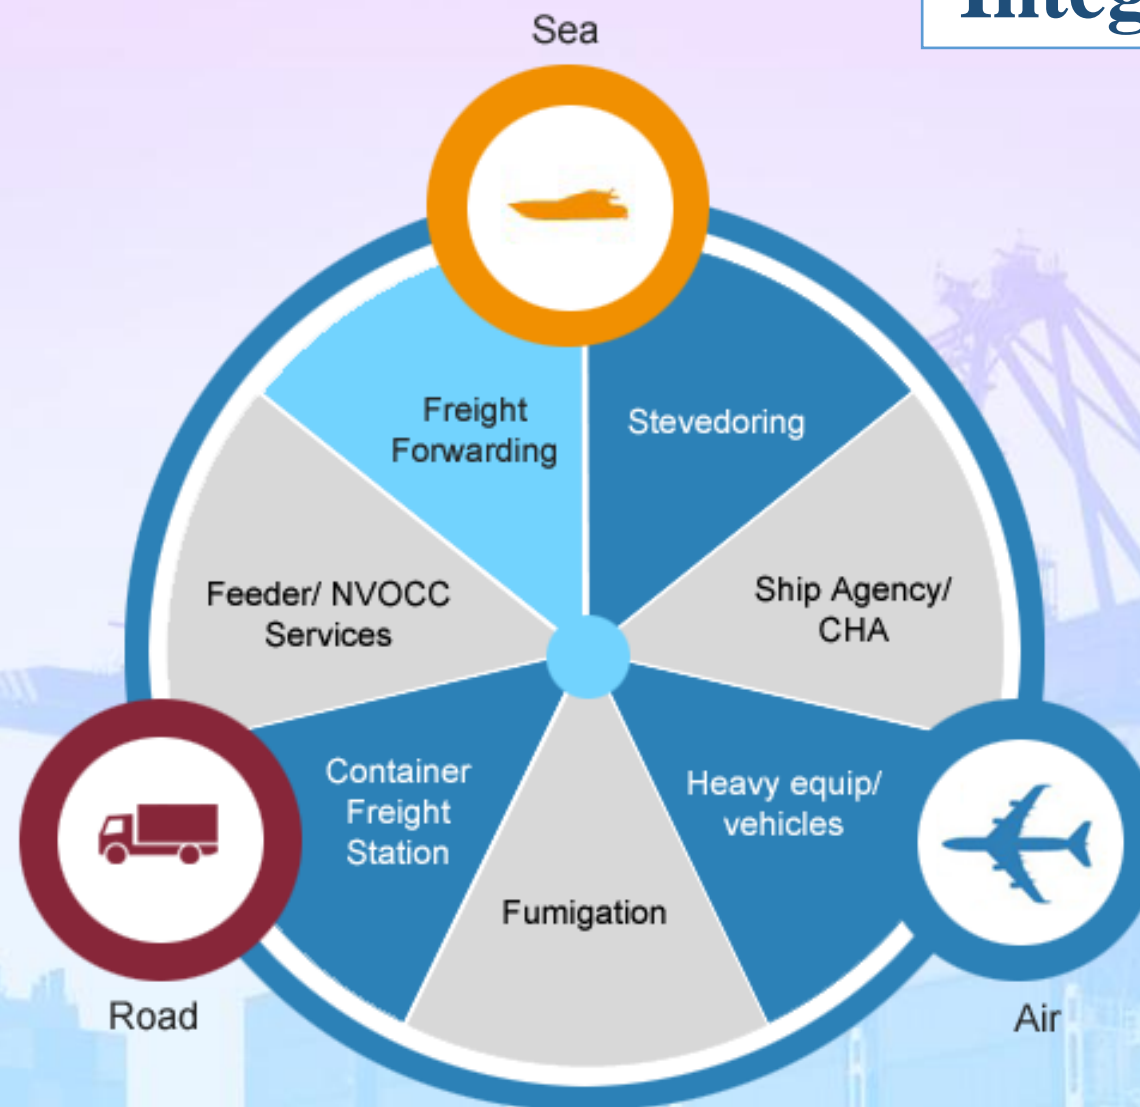 Sea
Freight
Forwarding
Stevedoring
Feeder/ NVOCC
Services
Ship Agency/
CHA
Container
Freight
Station
Heavy equip/
vehicles
Fumigation
Road
Air